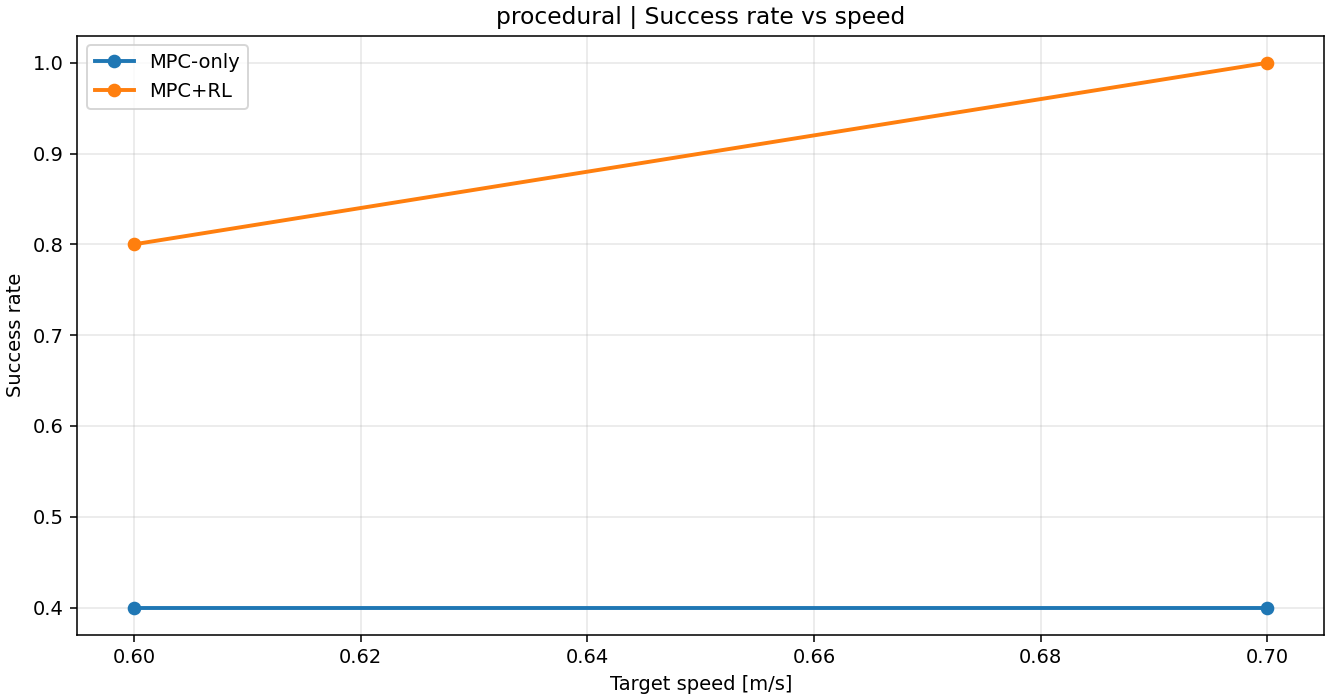 procedural | Success rate vs speed
MPC-only
MPC+RL
1.0
0.9
0.8
0.7
0.6
0.5
0.4
Success rate
0.60 0.62 0.64 0.66 0.68 0.70
Target speed [m/s]